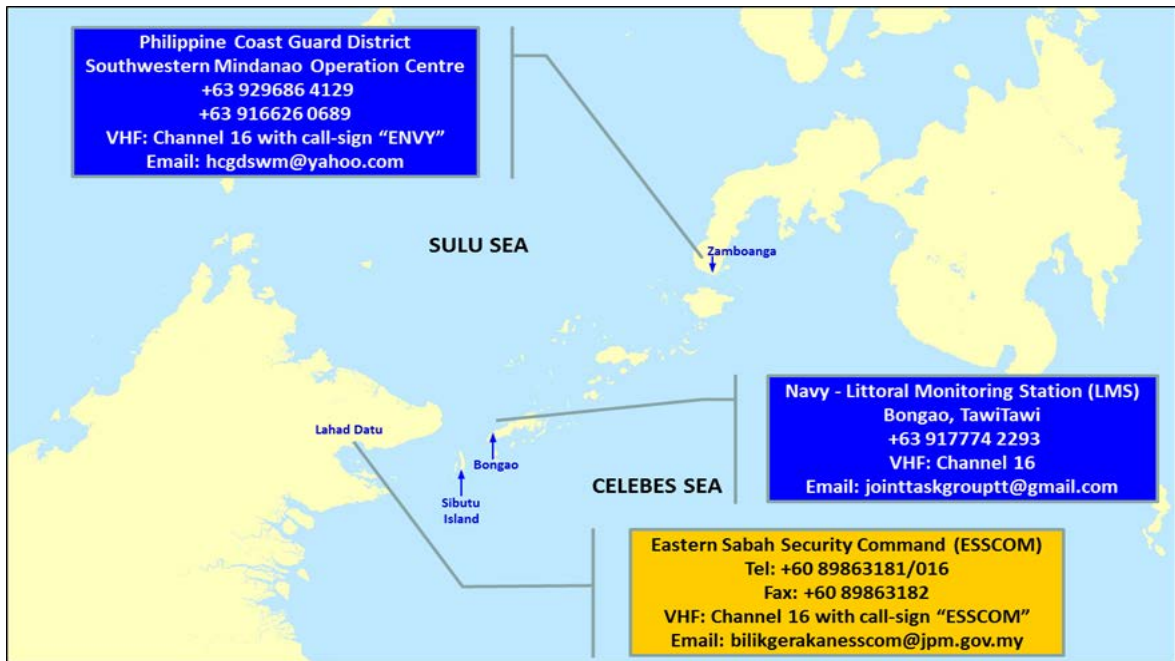 Philippine Coast Guard District
Southwestern Mindanao Operation Centre
+63 929686 4129
+63 916626 0689
VHF: Channel 16 with call-sign “ENVY”
Email: hcgdswm@yahoo.com
SULU SEA
Zamboanga
Navy - Littoral Monitoring Station (LMS)
Bongao, TawiTawi
+63 917774 2293
VHF: Channel 16
Email: jointtaskgrouptt@gmail.com
Lahad Datu
Bongao
CELEBES SEA
Sibutu
Island
Eastern Sabah Security Command (ESSCOM)
Tel: +60 89863181/016
Fax: +60 89863182
VHF: Channel 16 with call-sign “ESSCOM”
Email: bilikgerakanesscom@jpm.gov.my